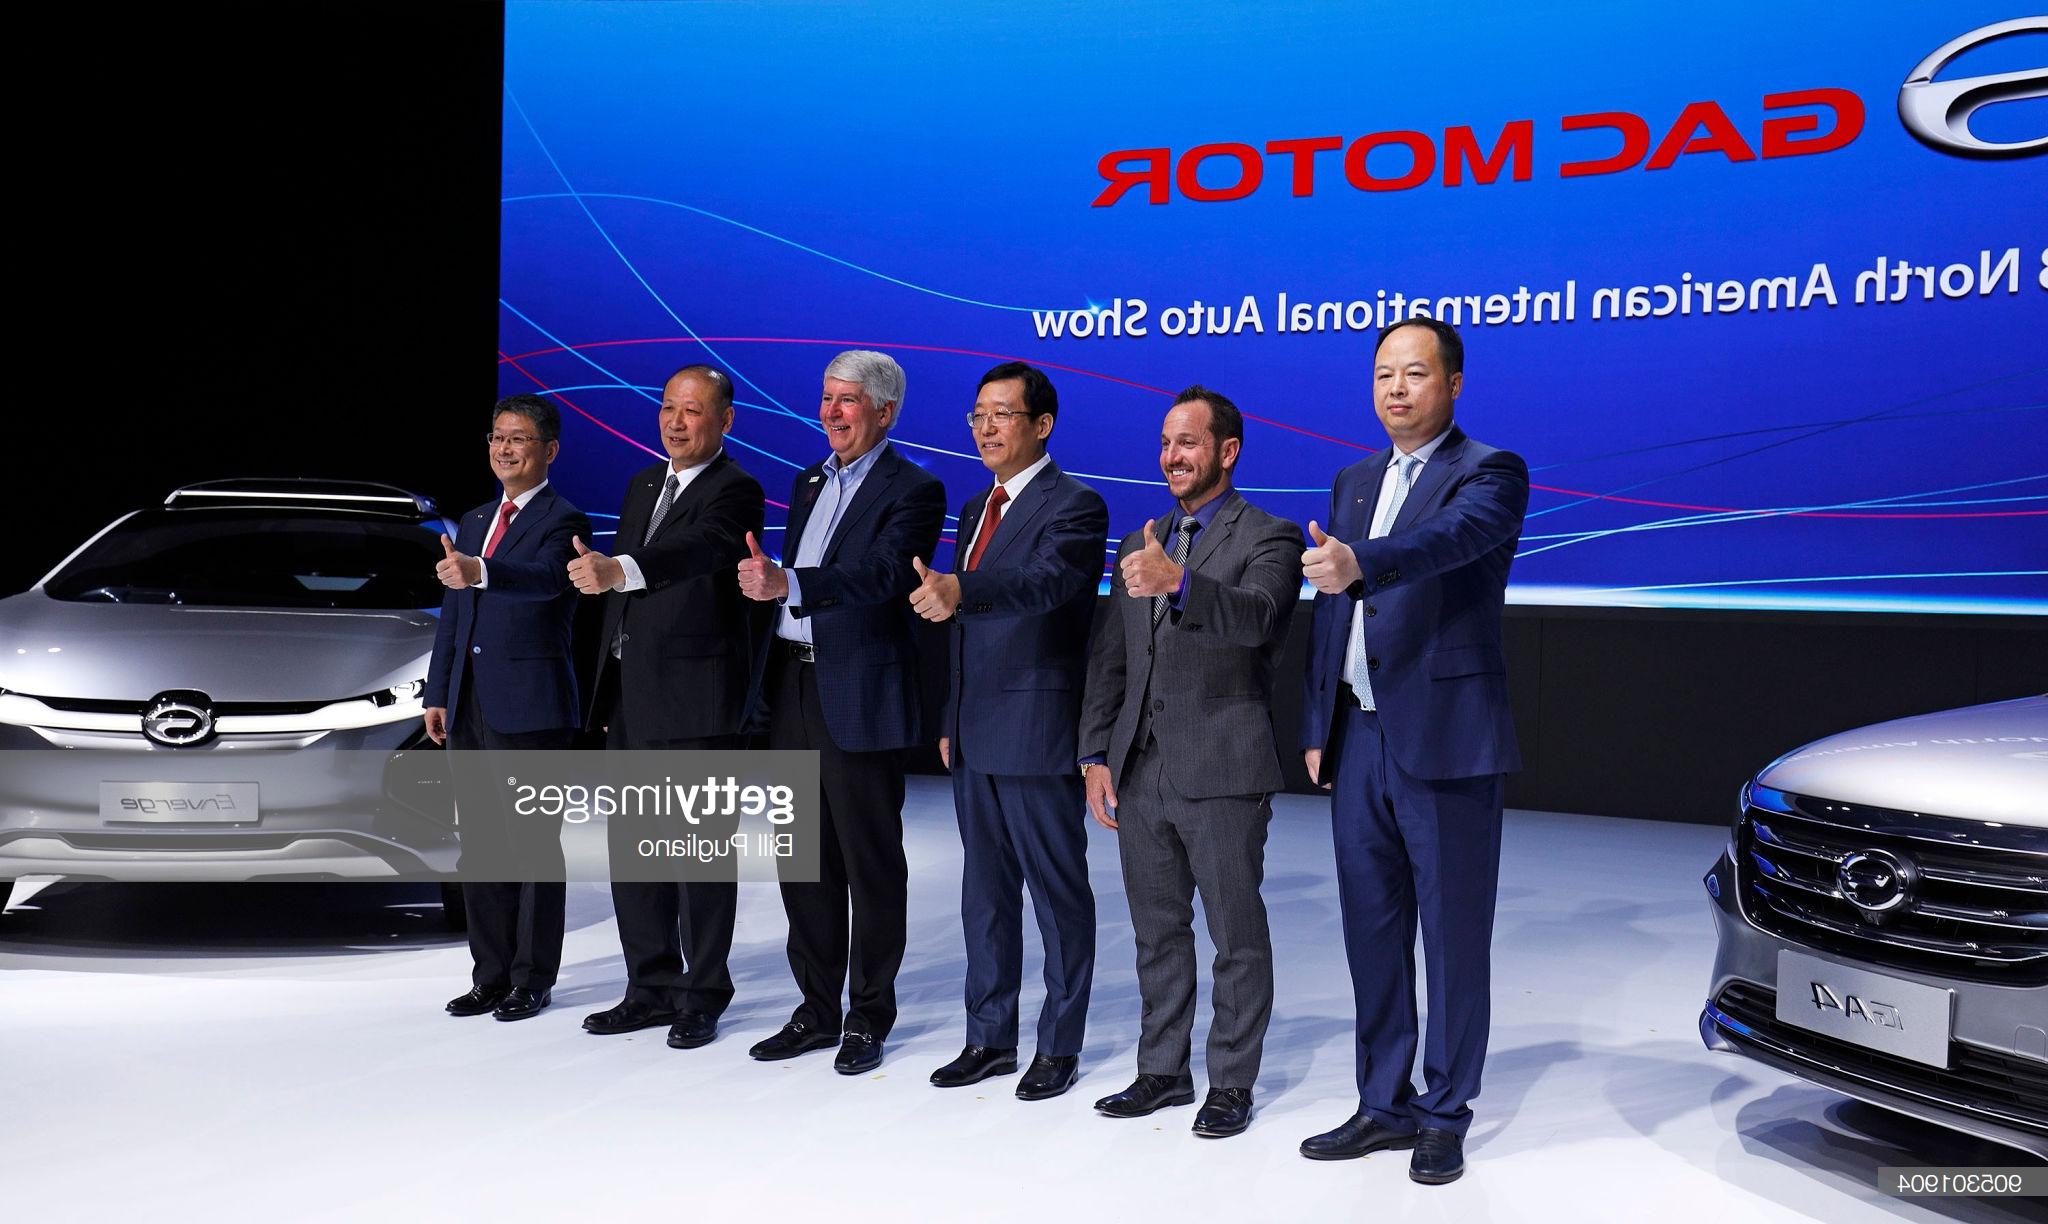 GAC MOTOR
8 North American International Auto Show
Enverge
gettyimages®
Bill Pugliano
GA4
905301904